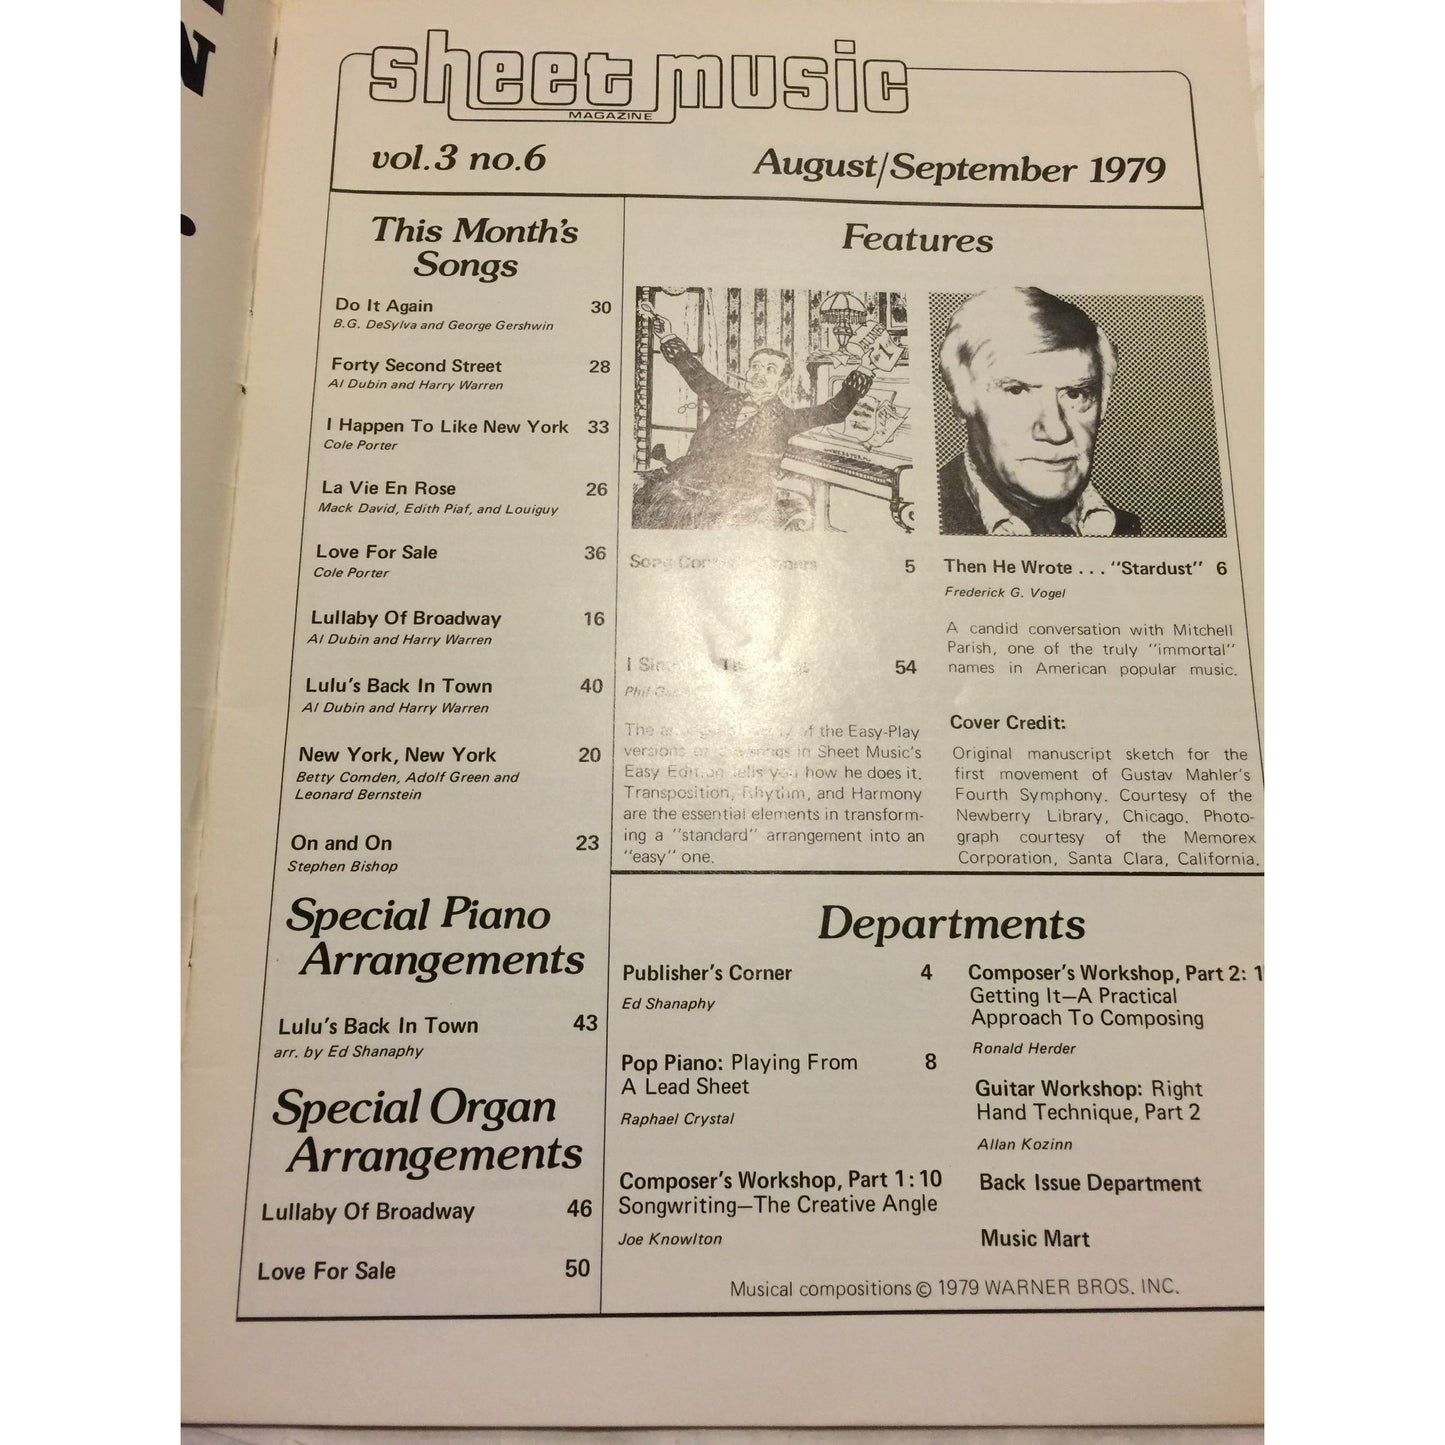 sheet music
MAGAZINE
vol.3 no.6
August/September 1979
This Month's
Songs
Do It Again 30
B.G. DeSylva and George Gershwin
Forty Second Street 28
Al Dubin and Harry Warren
I Happen To Like New York 33
Cole Porter
La Vie En Rose 26
Mack David, Edith Piaf, and Louiguy
Love For Sale 36
Cole Porter
Lullaby Of Broadway 16
Al Dubin and Harry Warren
Lulu's Back In Town 40
Al Dubin and Harry Warren
New York, New York 20
Betty Comden, Adolf Green and
Leonard Bernstein
On and On 23
Stephen Bishop
Special Piano
Arrangements
Lulu's Back In Town 43
arr. by Ed Shanaphy
Special Organ
Arrangements
Lullaby Of Broadway 46
Love For Sale 50
Features
#1
Song 5
I 54
Phil
The of the Easy-Play
versions songs in Sheet Music's
Easy Edition tells you how he does it.
Transposition, Rhythm, and Harmony
are the essential elements in transform-
ing a "standard" arrangement into an
"easy" one.
Then He Wrote . . . "Stardust" 6
Frederick G. Vogel
A candid conversation with Mitchell
Parish, one of the truly "immortal"
names in American popular music.
Cover Credit:
Original manuscript sketch for the
first movement of Gustav Mahler's
Fourth Symphony. Courtesy of the
Newberry Library, Chicago. Photo-
graph courtesy of the Memorex
Corporation, Santa Clara, California.
Departments
Publisher's Corner 4
Ed Shanaphy
Pop Piano: Playing From 8
A Lead Sheet
Raphael Crystal
Composer's Workshop, Part 1: 10
Songwriting—The Creative Angle
Joe Knowlton
Composer's Workshop, Part 2: 1
Getting It—A Practical
Approach To Composing
Ronald Herder
Guitar Workshop: Right
Hand Technique, Part 2
Allan Kozinn
Back Issue Department
Music Mart
Musical compositions © 1979 WARNER BROS. INC.